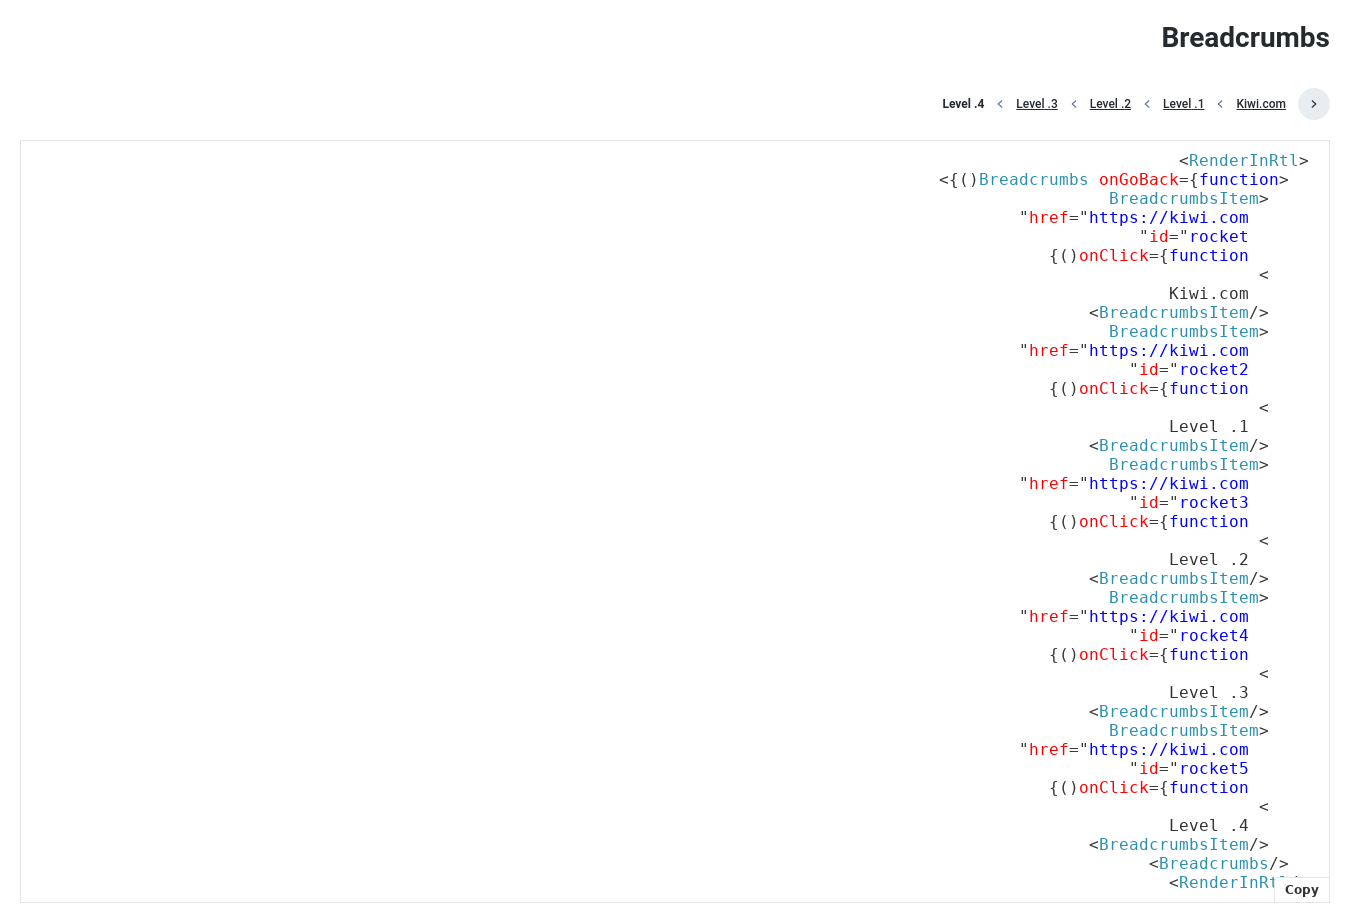 Breadcrumbs
Level .4 < Level .3 < Level .2 < Level .1 < Kiwi.com >
<RenderInRtl>
<{()Breadcrumbs onGoBack={function>
BreadcrumbsItem>
"href="https://kiwi.com
"id="rocket
{()onClick={function
<
Kiwi.com
<BreadcrumbsItem/>
BreadcrumbsItem>
"href="https://kiwi.com
"id="rocket2
{()onClick={function
<
Level .1
<BreadcrumbsItem/>
BreadcrumbsItem>
"href="https://kiwi.com
"id="rocket3
{()onClick={function
<
Level .2
<BreadcrumbsItem/>
BreadcrumbsItem>
"href="https://kiwi.com
"id="rocket4
{()onClick={function
<
Level .3
<BreadcrumbsItem/>
BreadcrumbsItem>
"href="https://kiwi.com
"id="rocket5
{()onClick={function
<
Level .4
<BreadcrumbsItem/>
<Breadcrumbs/>
<RenderInRtl/>
Copy